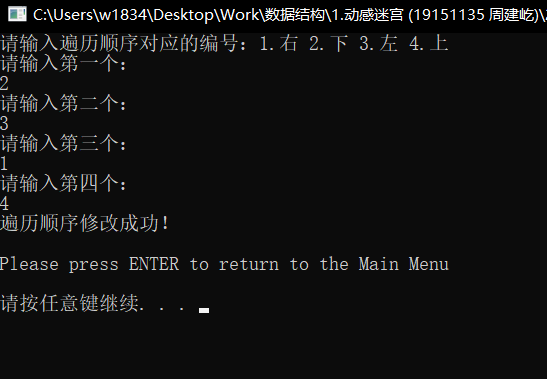 C:\Users\w1834\Desktop\Work\数据结构\1.动感迷宫 (19151135 周建屹)\
请输入遍历顺序对应的编号：1.右 2.下 3.左 4.上
请输入第一个：
2
请输入第二个：
3
请输入第三个：
1
请输入第四个：
4
遍历顺序修改成功！
Please press ENTER to return to the Main Menu
请按任意键继续. . .